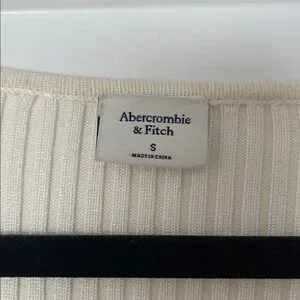 Abercrombie
& Fitch
S
MADE IN CHINA